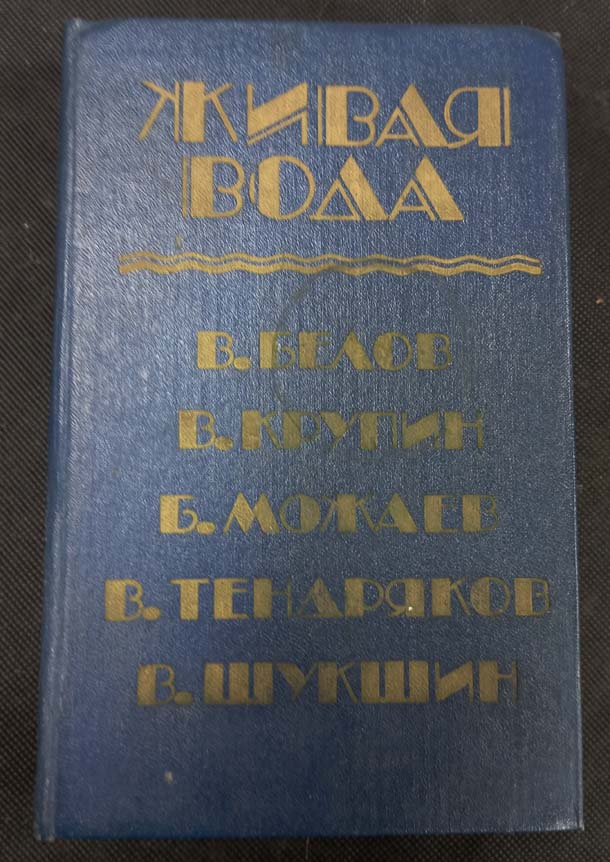 ЖИВАЯ
ВОДА
В. БЕЛОВ
В. КРУПИН
Б. МОЖАЕВ
В. ТЕНДРЯКОВ
В. ШУКШИН